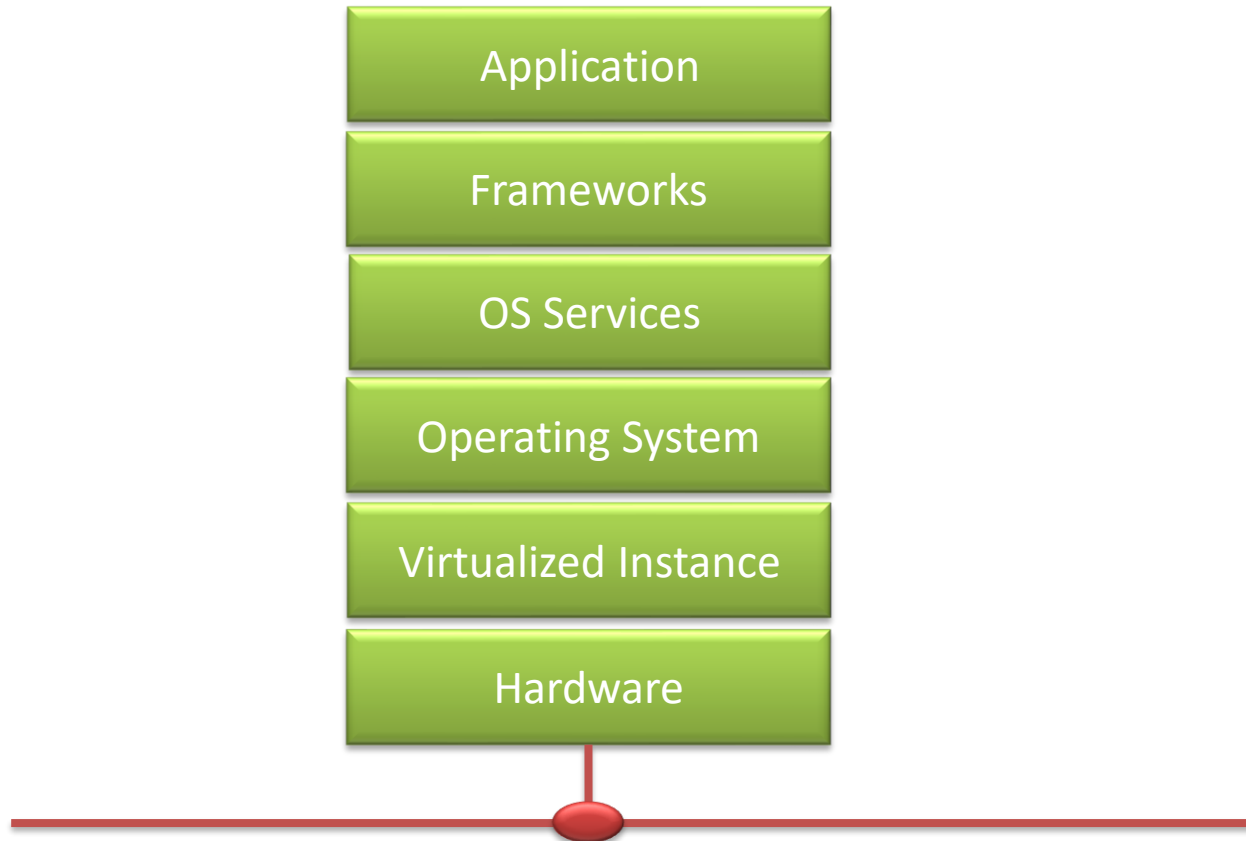 Application
Frameworks
OS Services
Operating System
Virtualized Instance
Hardware